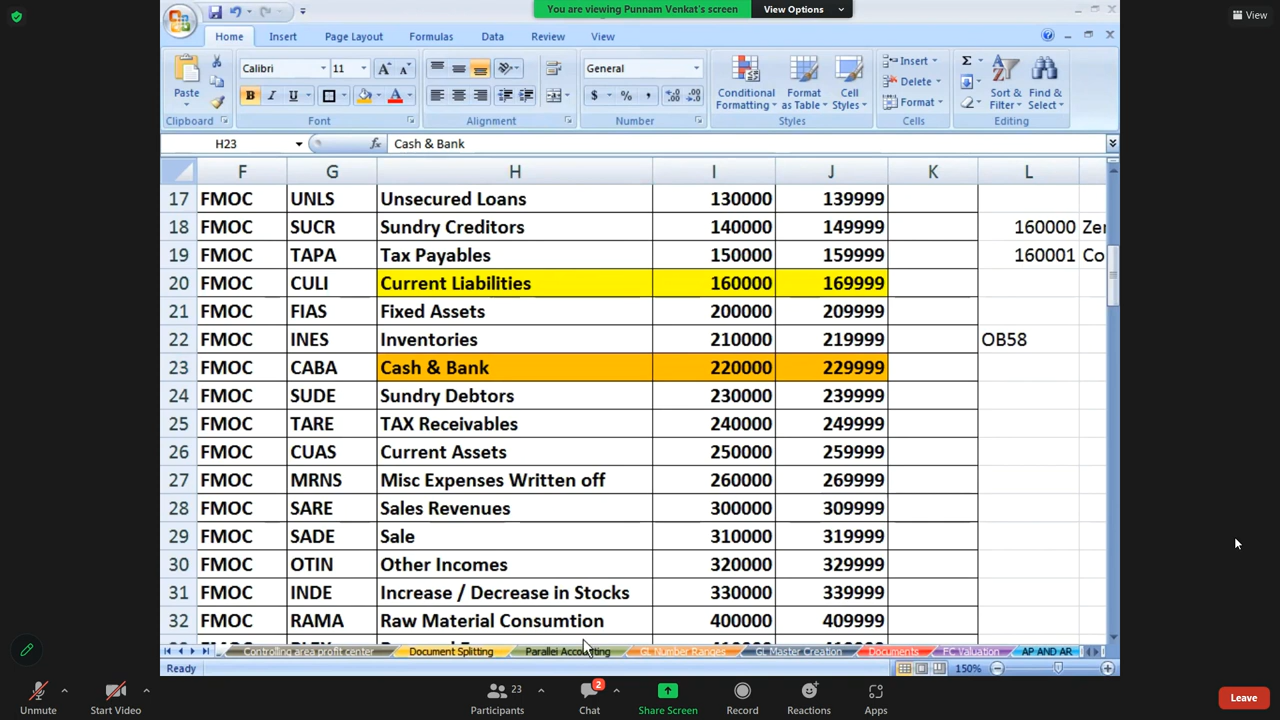 You are viewing Punnam Venkat's screen View Options
View
Home Insert Page Layout Formulas Data Review View
Calibri 11 General
Paste
B I U A $ % ,
Conditional Formatting Format as Table Cell Styles
Insert
Delete
Format
Σ
Sort & Filter Find & Select
Clipboard Font Alignment Number Styles Cells Editing
H23 fx Cash & Bank
F G H I J K L
17 FMOC UNLS Unsecured Loans 130000 139999
18 FMOC SUCR Sundry Creditors 140000 149999 160000 Zer
19 FMOC TAPA Tax Payables 150000 159999 160001 Co
20 FMOC CULI Current Liabilities 160000 169999
21 FMOC FIAS Fixed Assets 200000 209999
22 FMOC INES Inventories 210000 219999 OB58
23 FMOC CABA Cash & Bank 220000 229999
24 FMOC SUDE Sundry Debtors 230000 239999
25 FMOC TARE TAX Receivables 240000 249999
26 FMOC CUAS Current Assets 250000 259999
27 FMOC MRNS Misc Expenses Written off 260000 269999
28 FMOC SARE Sales Revenues 300000 309999
29 FMOC SADE Sale 310000 319999
30 FMOC OTIN Other Incomes 320000 329999
31 FMOC INDE Increase / Decrease in Stocks 330000 339999
32 FMOC RAMA Raw Material Consumtion 400000 409999
Controlling area profit center Document Splitting Parallel Accounting GL Number Ranges GL Master Creation Documents FC Valuation AP AND AR
Ready 150%
Unmute Start Video Participants 23 Chat 2 Share Screen Record Reactions Apps Leave